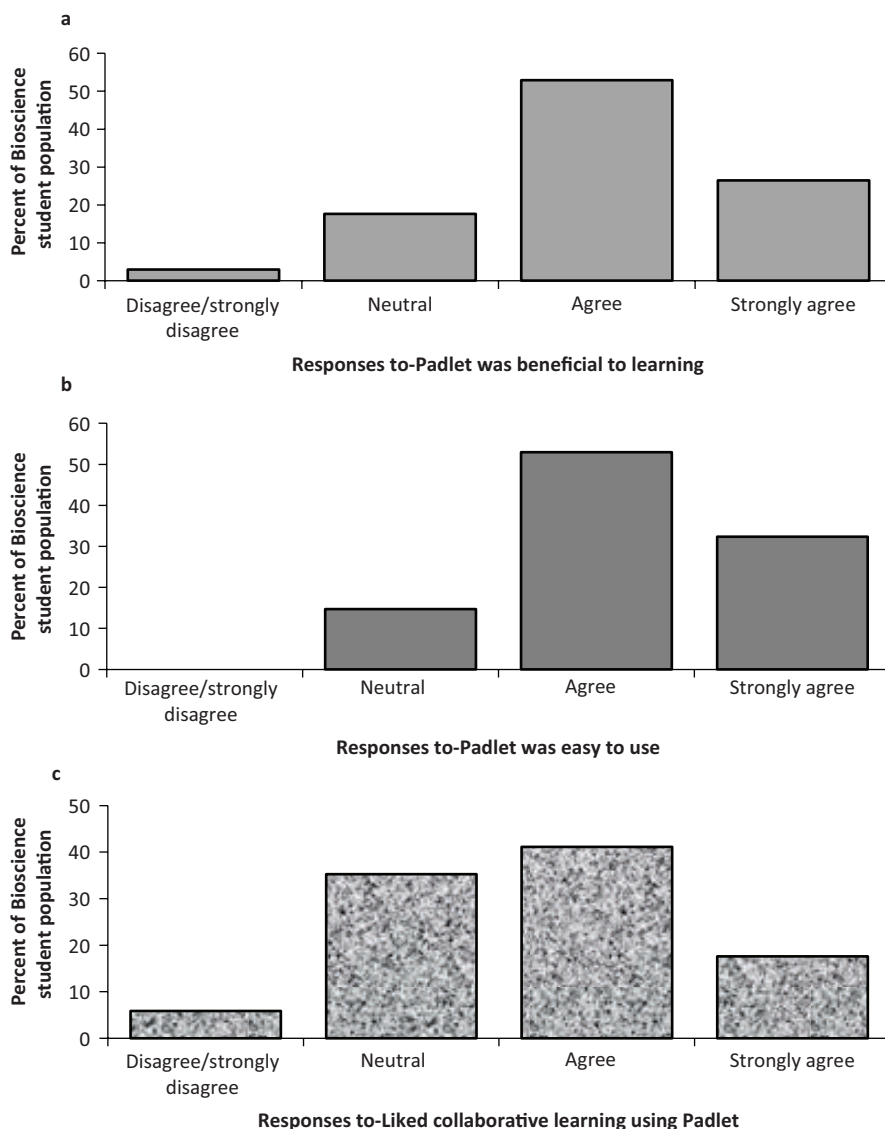 a
Percent of Bioscience
student population
60
50
40
30
20
10
0
Disagree/strongly
disagree
Neutral
Agree
Strongly agree
Responses to-Padlet was beneficial to learning
b
Percent of Bioscience
student population
60
50
40
30
20
10
0
Disagree/strongly
disagree
Neutral
Agree
Strongly agree
Responses to-Padlet was easy to use
c
Percent of Bioscience
student population
50
40
30
20
10
0
Disagree/strongly
disagree
Neutral
Agree
Strongly agree
Responses to-Liked collaborative learning using Padlet